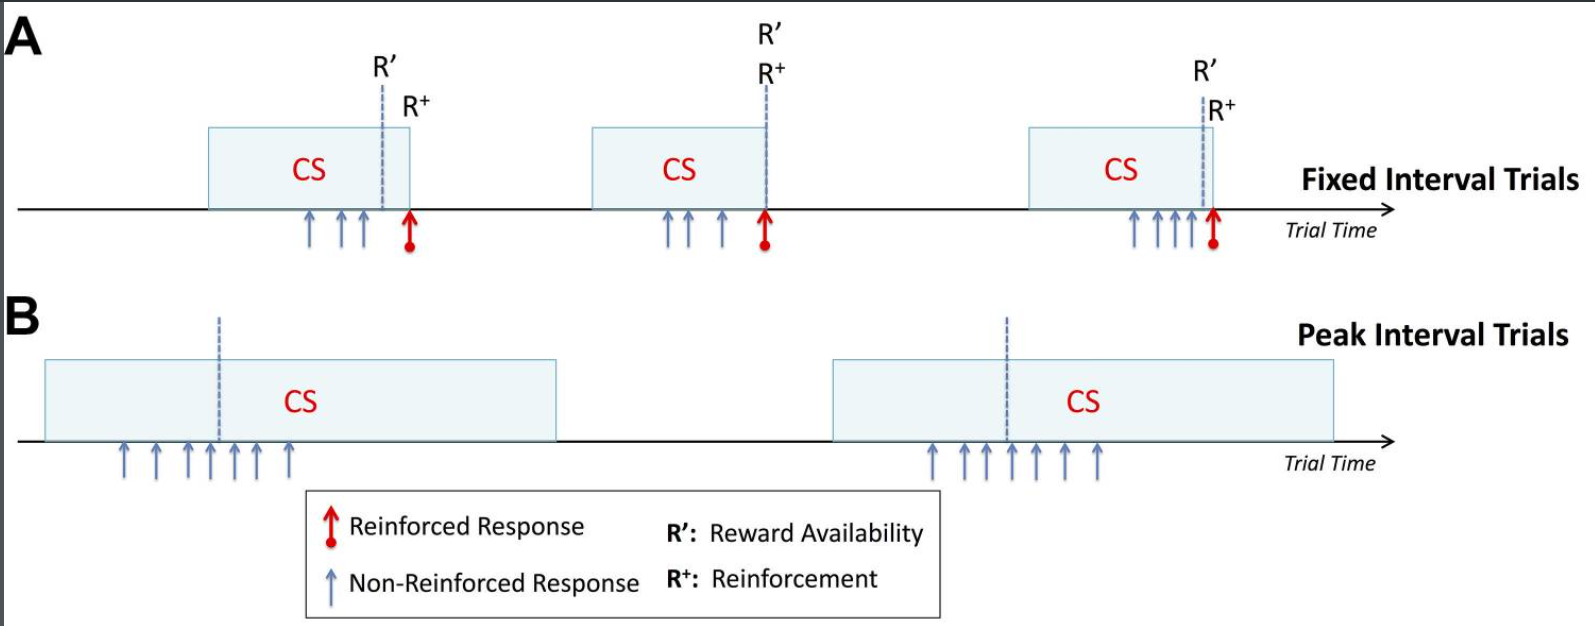 A
R’
R⁺
R’
R⁺
R’
R⁺
CS
CS
CS
Fixed Interval Trials
Trial Time
B
Peak Interval Trials
CS
CS
Trial Time
Reinforced Response
R’: Reward Availability
Non-Reinforced Response
R⁺: Reinforcement